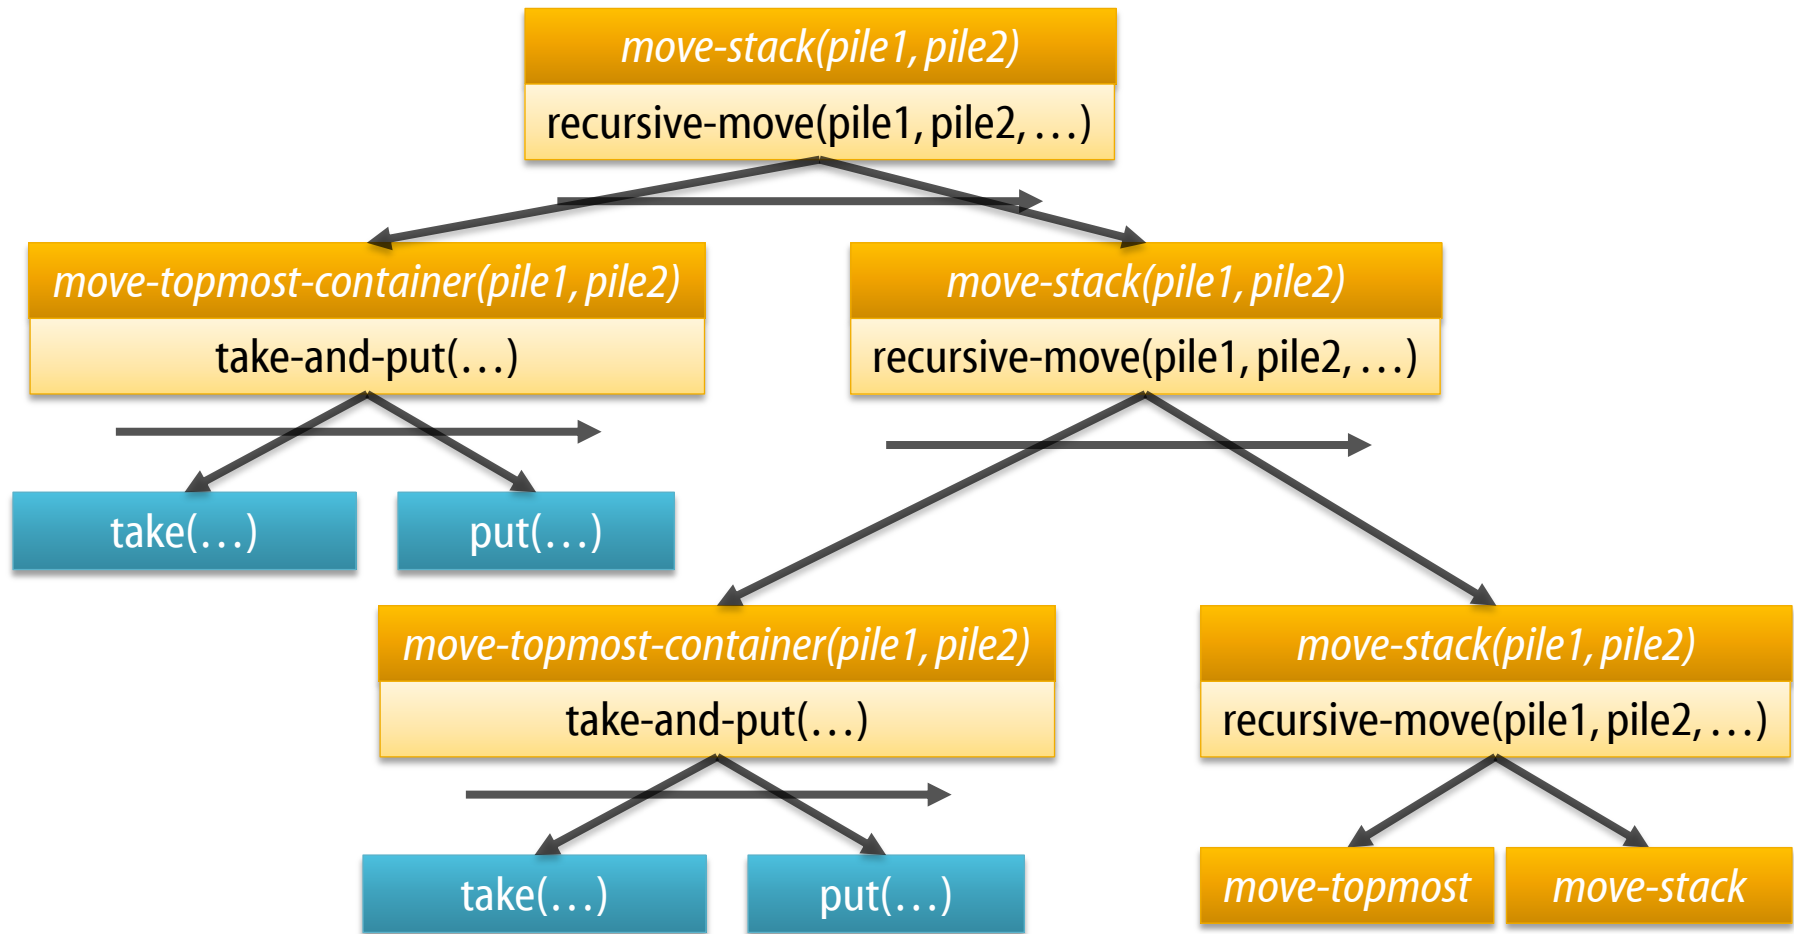 move-stack(pile1, pile2)
recursive-move(pile1, pile2, …)
move-topmost-container(pile1, pile2)
take-and-put(…)
move-stack(pile1, pile2)
recursive-move(pile1, pile2, …)
take(…)
put(…)
move-topmost-container(pile1, pile2)
take-and-put(…)
move-stack(pile1, pile2)
recursive-move(pile1, pile2, …)
take(…)
put(…)
move-topmost
move-stack